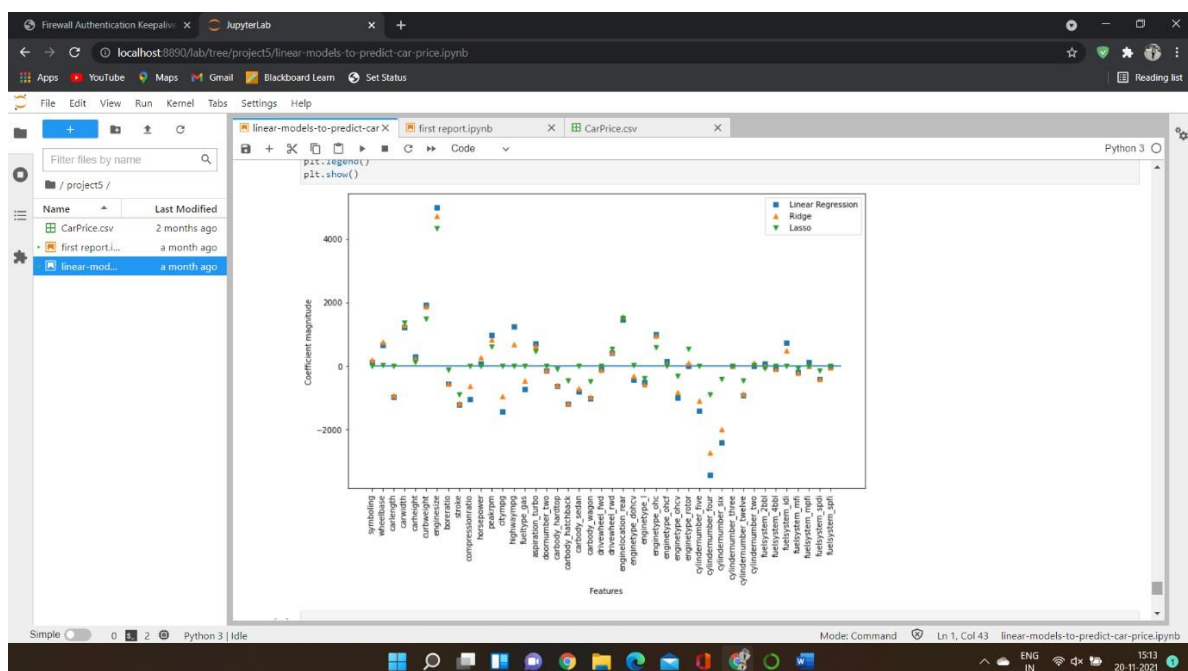 Firewall Authentication Keepaliv
JupyterLab
localhost:8890/lab/tree/project5/linear-models-to-predict-car-price.ipynb
Apps YouTube Maps Gmail Blackboard Learn Set Status Reading list
File Edit View Run Kernel Tabs Settings Help
linear-models-to-predict-car first report.ipynb CarPrice.csv
Filter files by name
Code Python 3
/ project5 /
Name Last Modified
CarPrice.csv 2 months ago
first report.i... a month ago
linear-mod... a month ago
plt.legend()
plt.show()
Linear Regression
Ridge
Lasso
4000
2000
0
−2000
Coefficient magnitude
symboling
wheelbase
carlength
carwidth
carheight
curbweight
enginesize
boreratio
stroke
compressionratio
horsepower
peakrpm
citympg
highwaympg
fueltype_gas
aspiration_turbo
doornumber_two
carbody_hardtop
carbody_hatchback
carbody_sedan
carbody_wagon
drivewheel_fwd
drivewheel_rwd
enginelocation_rear
enginetype_dohcv
enginetype_l
enginetype_ohc
enginetype_ohcf
enginetype_ohcv
enginetype_rotor
cylindernumber_five
cylindernumber_four
cylindernumber_six
cylindernumber_three
cylindernumber_twelve
cylindernumber_two
fuelsystem_2bbl
fuelsystem_4bbl
fuelsystem_idi
fuelsystem_mfi
fuelsystem_mpfi
fuelsystem_spdi
fuelsystem_spfi
Features
Simple 0 2 Python 3 | Idle Mode: Command Ln 1, Col 43 linear-models-to-predict-car-price.ipynb
ENG
IN
15:13
20-11-2021